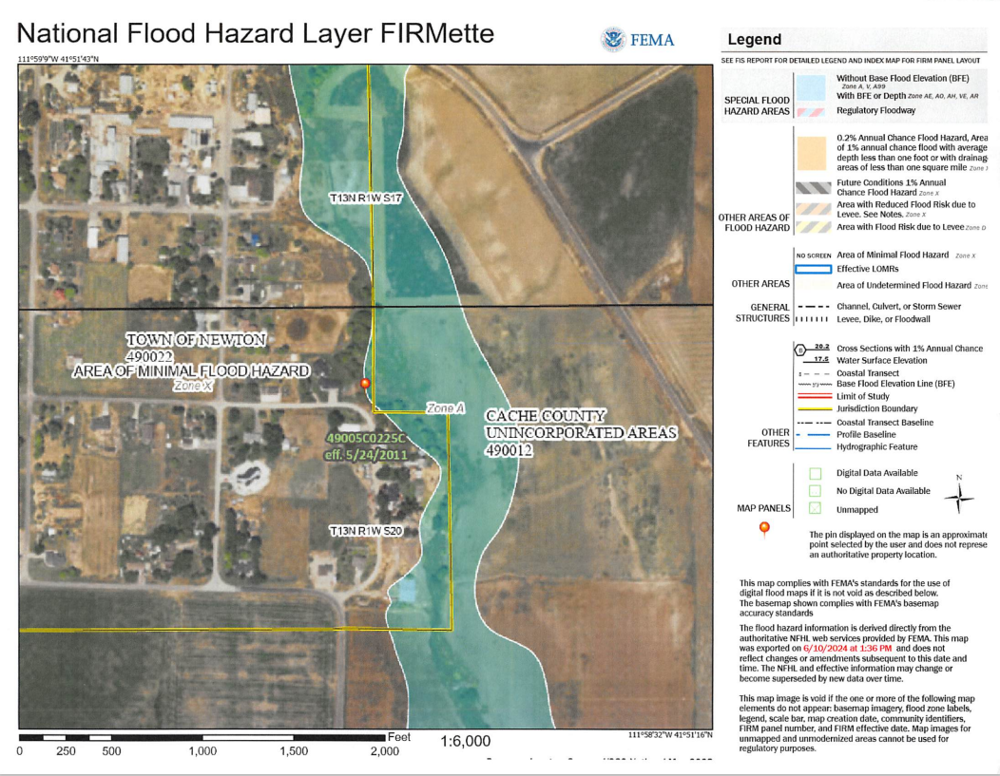 National Flood Hazard Layer FIRMette
FEMA
111°59'9"W 41°51'43"N
T13N R1W S17
TOWN OF NEWTON
490022
AREA OF MINIMAL FLOOD HAZARD
Zone X
Zone A
CACHE COUNTY
UNINCORPORATED AREAS
490012
49005C0225C
eff. 5/24/2011
T13N R1W S20
Feet
1:6,000
111°58'32"W 41°51'16"N
0 250 500 1,000 1,500 2,000
Legend
SEE FIS REPORT FOR DETAILED LEGEND AND INDEX MAP FOR FIRM PANEL LAYOUT
SPECIAL FLOOD
HAZARD AREAS
Without Base Flood Elevation (BFE)
Zone A, V, A99
With BFE or Depth Zone AE, AO, AH, VE, AR
Regulatory Floodway
OTHER AREAS OF
FLOOD HAZARD
0.2% Annual Chance Flood Hazard, Area
of 1% annual chance flood with average
depth less than one foot or with drainag
areas of less than one square mile Zone
Future Conditions 1% Annual
Chance Flood Hazard Zone X
Area with Reduced Flood Risk due to
Levee. See Notes. Zone X
Area with Flood Risk due to Levee Zone D
OTHER AREAS
NO SCREEN Area of Minimal Flood Hazard Zone X
Effective LOMRs
Area of Undetermined Flood Hazard Zone
GENERAL
STRUCTURES
Channel, Culvert, or Storm Sewer
Levee, Dike, or Floodwall
OTHER
FEATURES
20.2 Cross Sections with 1% Annual Chance
17.5 Water Surface Elevation
Coastal Transect
Base Flood Elevation Line (BFE)
Limit of Study
Jurisdiction Boundary
Coastal Transect Baseline
Profile Baseline
Hydrographic Feature
MAP PANELS
Digital Data Available
No Digital Data Available
Unmapped
N
The pin displayed on the map is an approximate
point selected by the user and does not represe
an authoritative property location.
This map complies with FEMA's standards for the use of
digital flood maps if it is not void as described below.
The basemap shown complies with FEMA's basemap
accuracy standards
The flood hazard information is derived directly from the
authoritative NFHL web services provided by FEMA. This map
was exported on 6/10/2024 at 1:36 PM and does not
reflect changes or amendments subsequent to this date and
time. The NFHL and effective information may change or
become superseded by new data over time.
This map image is void if the one or more of the following map
elements do not appear: basemap imagery, flood zone labels,
legend, scale bar, map creation date, community identifiers,
FIRM panel number, and FIRM effective date. Map images for
unmapped and unmodernized areas cannot be used for
regulatory purposes.